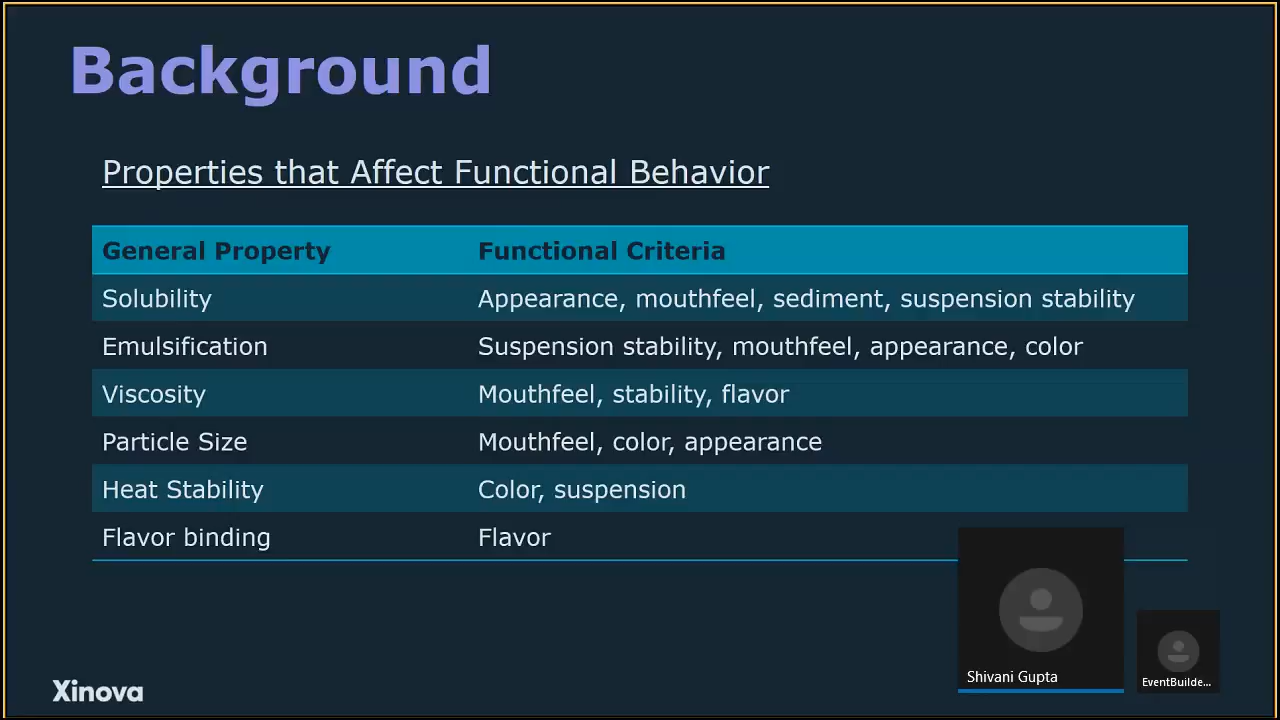 Background
Properties that Affect Functional Behavior
General Property Functional Criteria
Solubility Appearance, mouthfeel, sediment, suspension stability
Emulsification Suspension stability, mouthfeel, appearance, color
Viscosity Mouthfeel, stability, flavor
Particle Size Mouthfeel, color, appearance
Heat Stability Color, suspension
Flavor binding Flavor
Shivani Gupta
EventBuilde...
Xinova